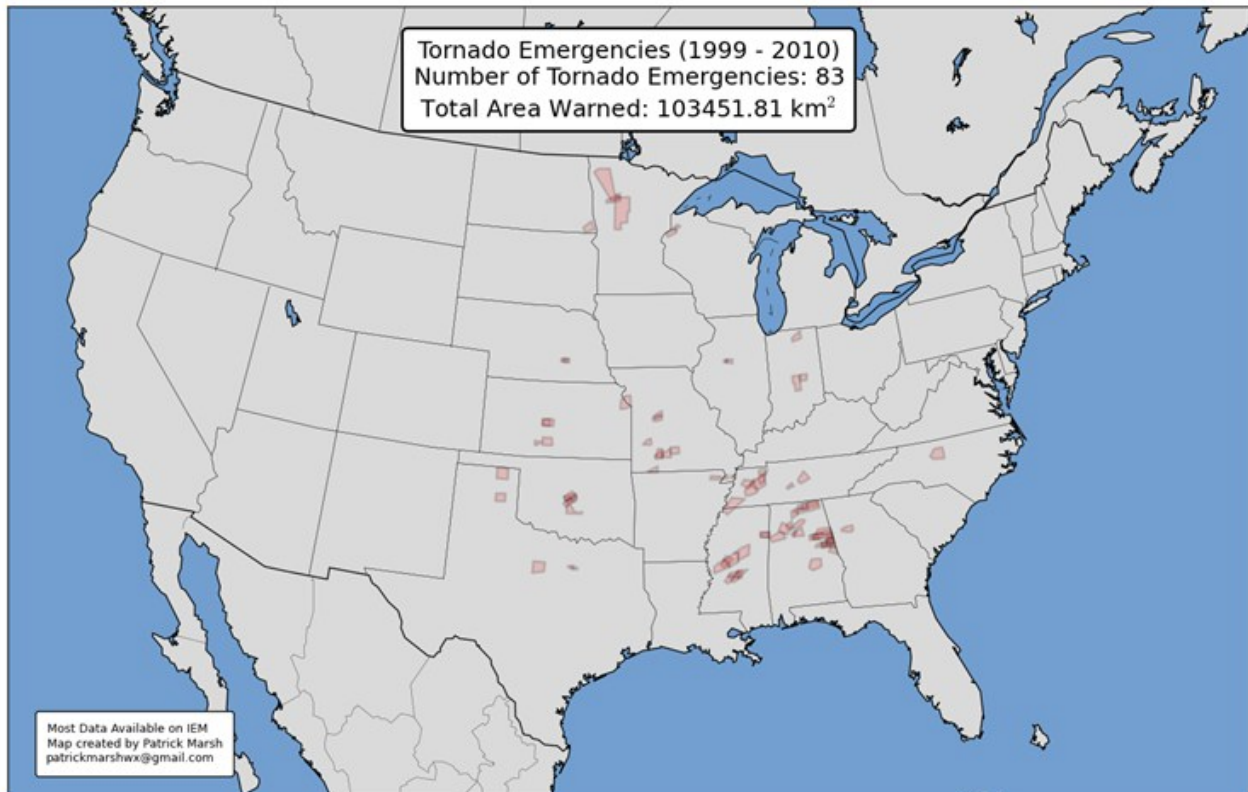 Tornado Emergencies (1999 - 2010)
Number of Tornado Emergencies: 83
Total Area Warned: 103451.81 km²
Most Data Available on IEM
Map created by Patrick Marsh
patrickmarshwx@gmail.com